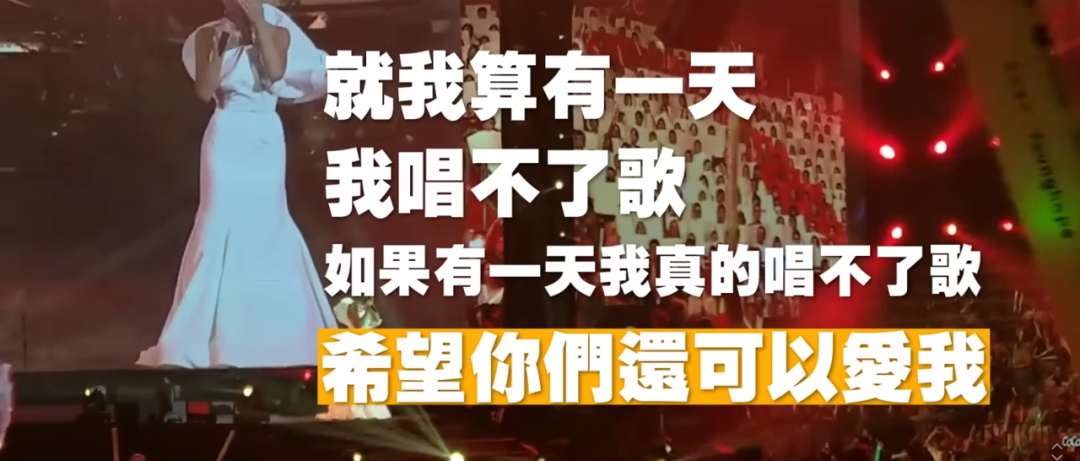 就我算有一天
我唱不了歌
如果有一天我真的唱不了歌
希望你們還可以愛我